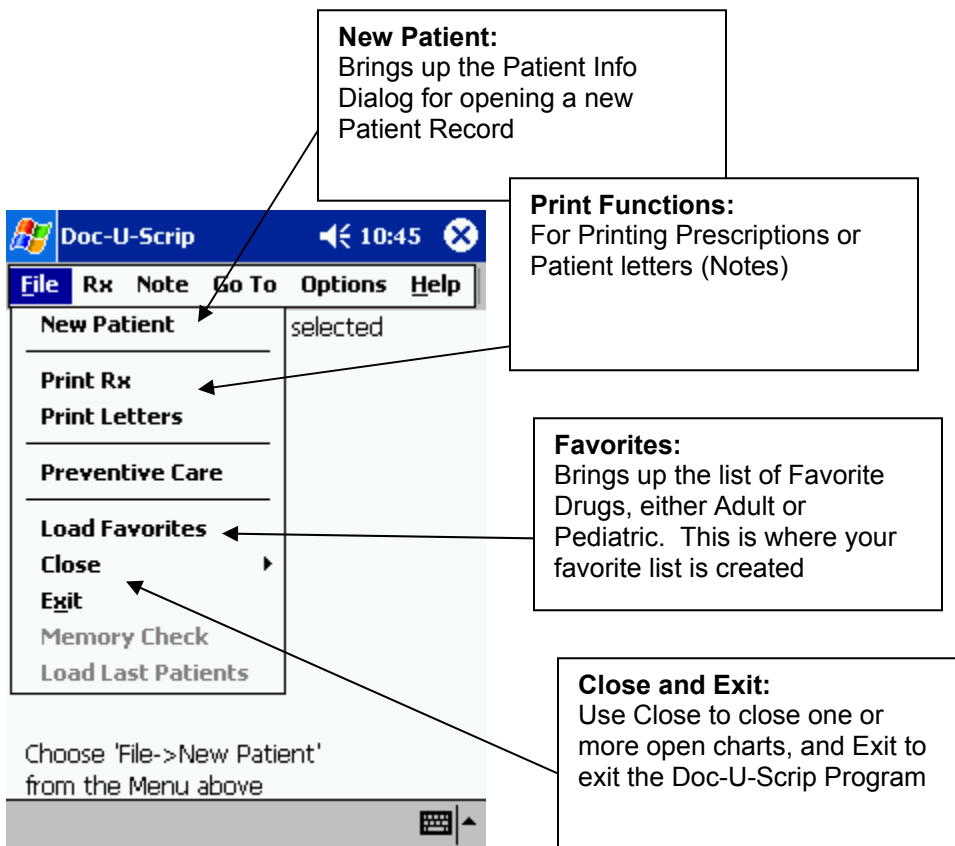 New Patient:
Brings up the Patient Info
Dialog for opening a new
Patient Record
Print Functions:
For Printing Prescriptions or
Patient letters (Notes)
Doc-U-Scrip 10:45
File Rx Note Go To Options Help
New Patient
selected
Print Rx
Print Letters
Preventive Care
Load Favorites
Close
Exit
Memory Check
Load Last Patients
Choose 'File->New Patient'
from the Menu above
Favorites:
Brings up the list of Favorite
Drugs, either Adult or
Pediatric. This is where your
favorite list is created
Close and Exit:
Use Close to close one or
more open charts, and Exit to
exit the Doc-U-Scrip Program